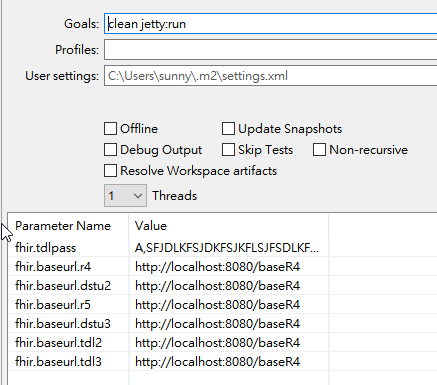 Goals: clean jetty:run
Profiles:
User settings: C:\Users\sunny\.m2\settings.xml
Offline Update Snapshots
Debug Output Skip Tests Non-recursive
Resolve Workspace artifacts
1 Threads
Parameter Name Value
fhir.tdlpass A,SFJDLKFSJDKFSJKFLSJFSDLKF...
fhir.baseurl.r4 http://localhost:8080/baseR4
fhir.baseurl.dstu2 http://localhost:8080/baseR4
fhir.baseurl.r5 http://localhost:8080/baseR4
fhir.baseurl.dstu3 http://localhost:8080/baseR4
fhir.baseurl.tdl2 http://localhost:8080/baseR4
fhir.baseurl.tdl3 http://localhost:8080/baseR4